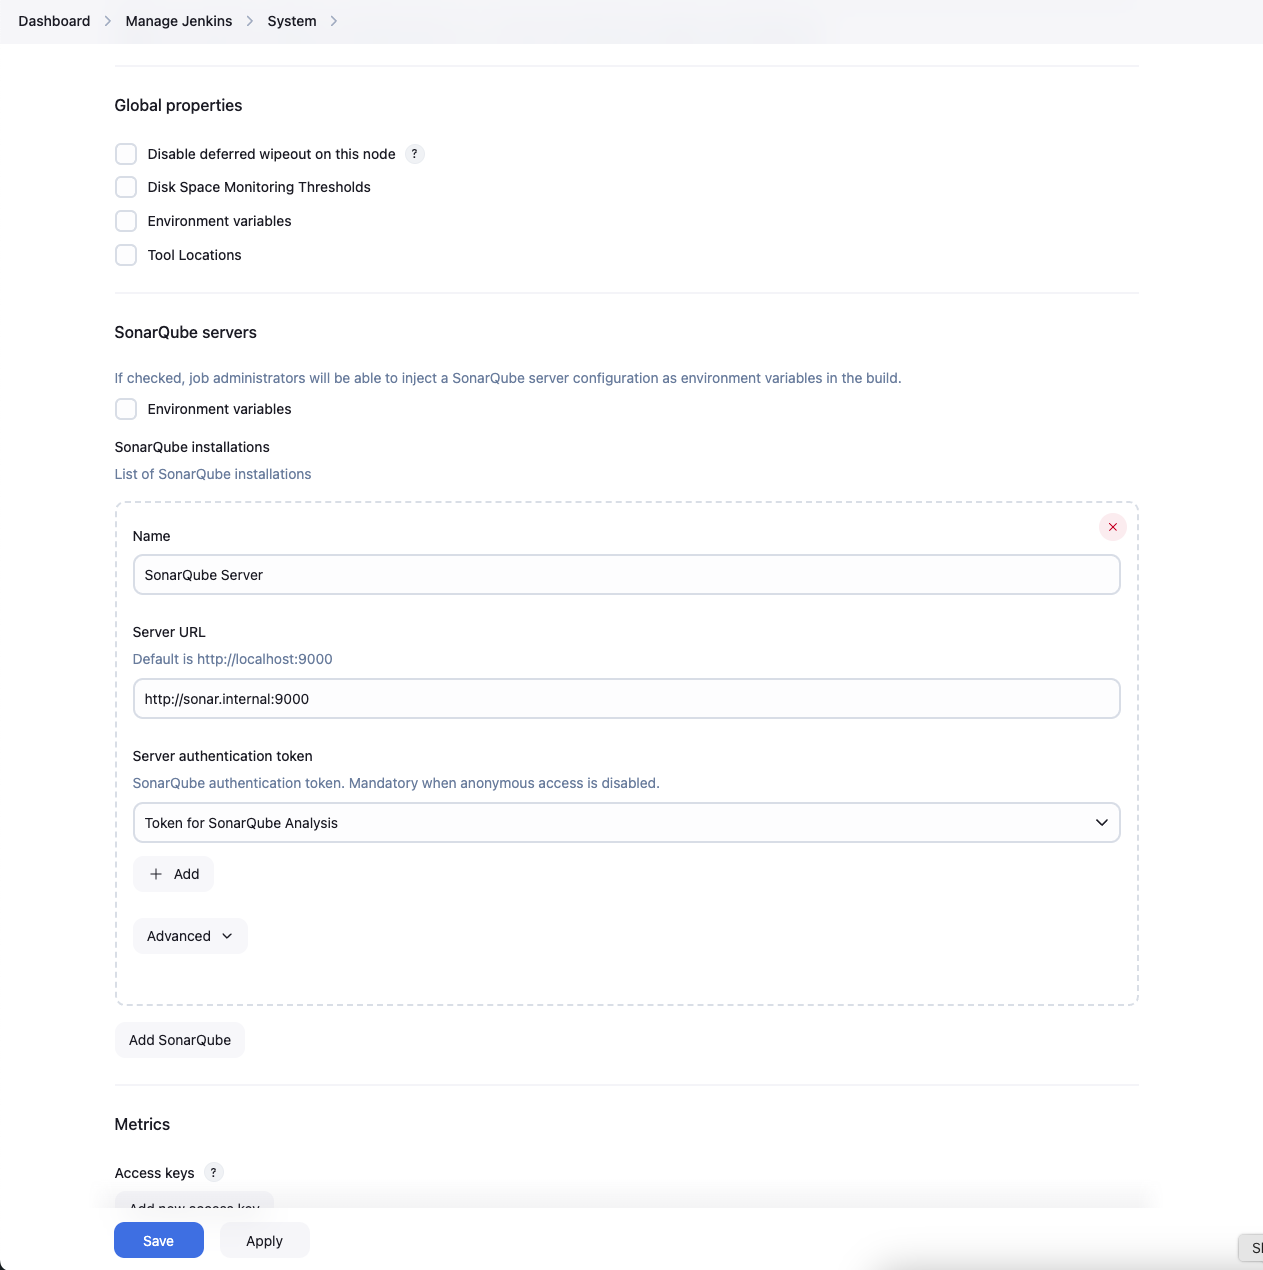 Dashboard > Manage Jenkins > System >
Global properties
Disable deferred wipeout on this node ?
Disk Space Monitoring Thresholds
Environment variables
Tool Locations
SonarQube servers
If checked, job administrators will be able to inject a SonarQube server configuration as environment variables in the build.
Environment variables
SonarQube installations
List of SonarQube installations
Name
SonarQube Server
Server URL
Default is http://localhost:9000
http://sonar.internal:9000
Server authentication token
SonarQube authentication token. Mandatory when anonymous access is disabled.
Token for SonarQube Analysis
+ Add
Advanced
Add SonarQube
Metrics
Access keys ?
Add new access key
Save Apply